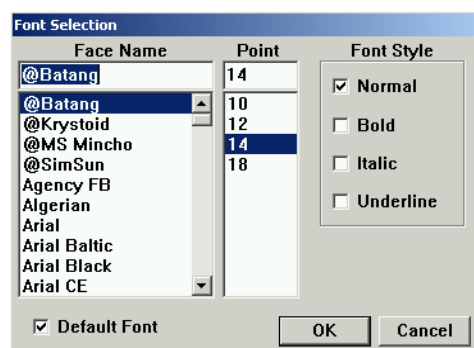 Font Selection
Face Name Point Font Style
@Batang 14
Normal
@Batang 10
@Krystoid 12
Bold
@MS Mincho 14
@SimSun 18
Italic
Agency FB
Algerian
Underline
Arial
Arial Baltic
Arial Black
Arial CE
Default Font OK Cancel